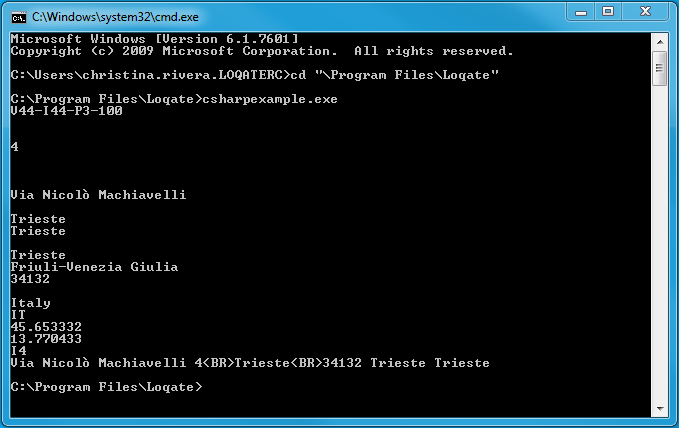 C:\Windows\system32\cmd.exe
Microsoft Windows [Version 6.1.7601]
Copyright (c) 2009 Microsoft Corporation.  All rights reserved.
C:\Users\christina.rivera.LOQATERC>cd "\Program Files\Loqate"
C:\Program Files\Loqate>csharpexample.exe
V44-I44-P3-100
4
Via Nicolò Machiavelli
Trieste
Trieste
Trieste
Friuli-Venezia Giulia
34132
Italy
IT
45.653332
13.770433
I4
Via Nicolò Machiavelli 4<BR>Trieste<BR>34132 Trieste Trieste
C:\Program Files\Loqate>